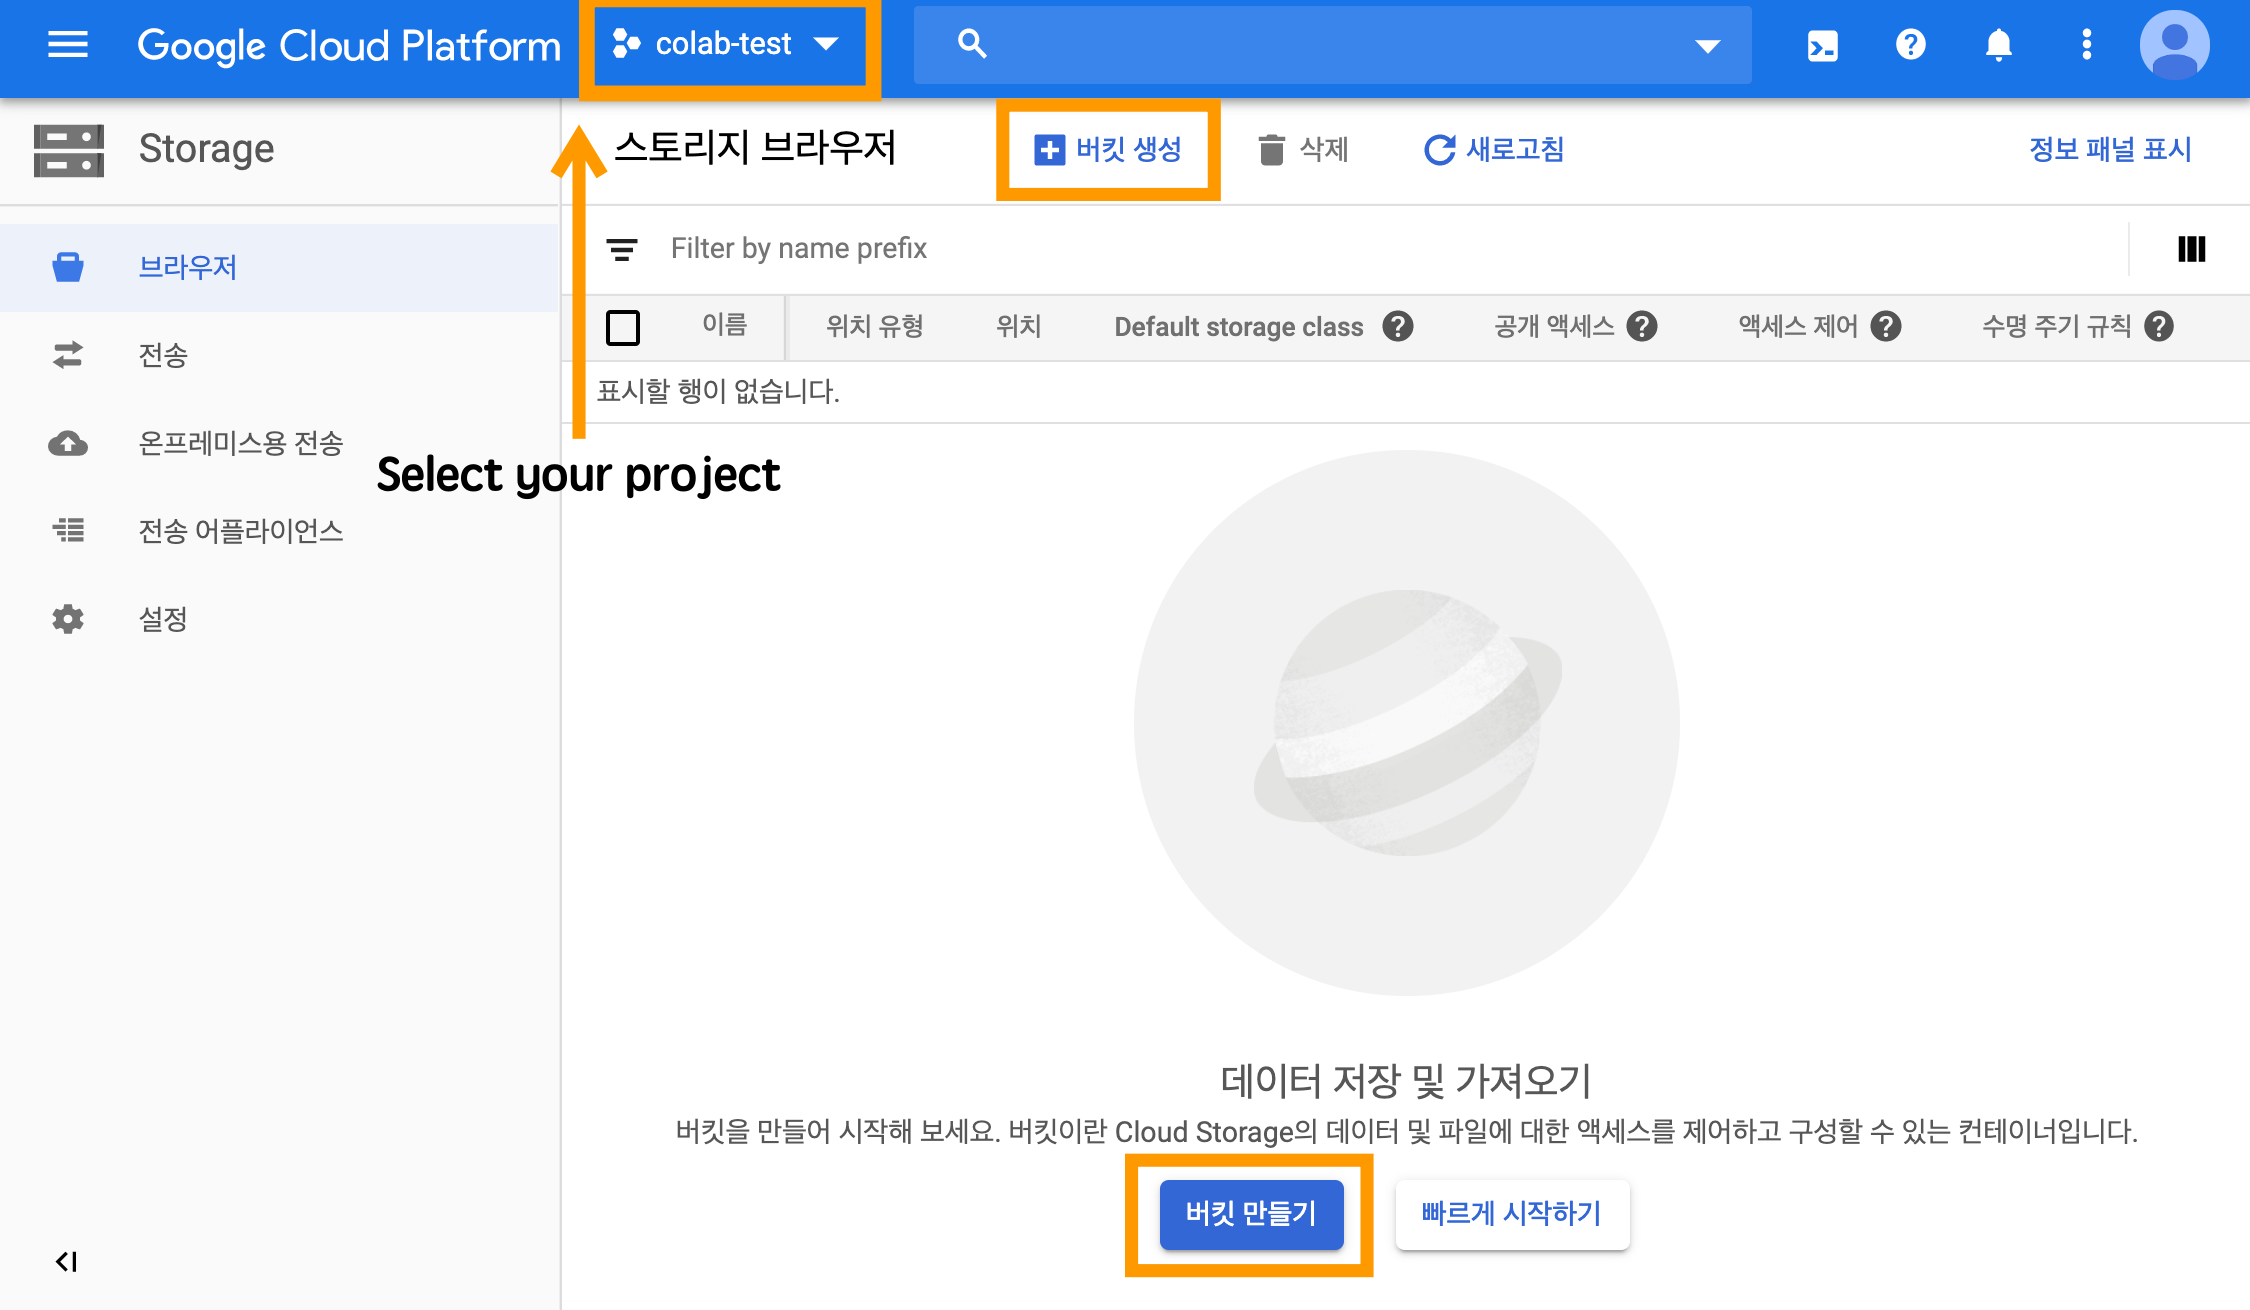 Google Cloud Platform
colab-test
Storage
스토리지 브라우저
버킷 생성
삭제
새로고침
정보 패널 표시
브라우저
전송
온프레미스용 전송
전송 어플라이언스
설정
Filter by name prefix
이름
위치 유형
위치
Default storage class
공개 액세스
액세스 제어
수명 주기 규칙
표시할 행이 없습니다.
Select your project
데이터 저장 및 가져오기
버킷을 만들어 시작해 보세요. 버킷이란 Cloud Storage의 데이터 및 파일에 대한 액세스를 제어하고 구성할 수 있는 컨테이너입니다.
버킷 만들기
빠르게 시작하기